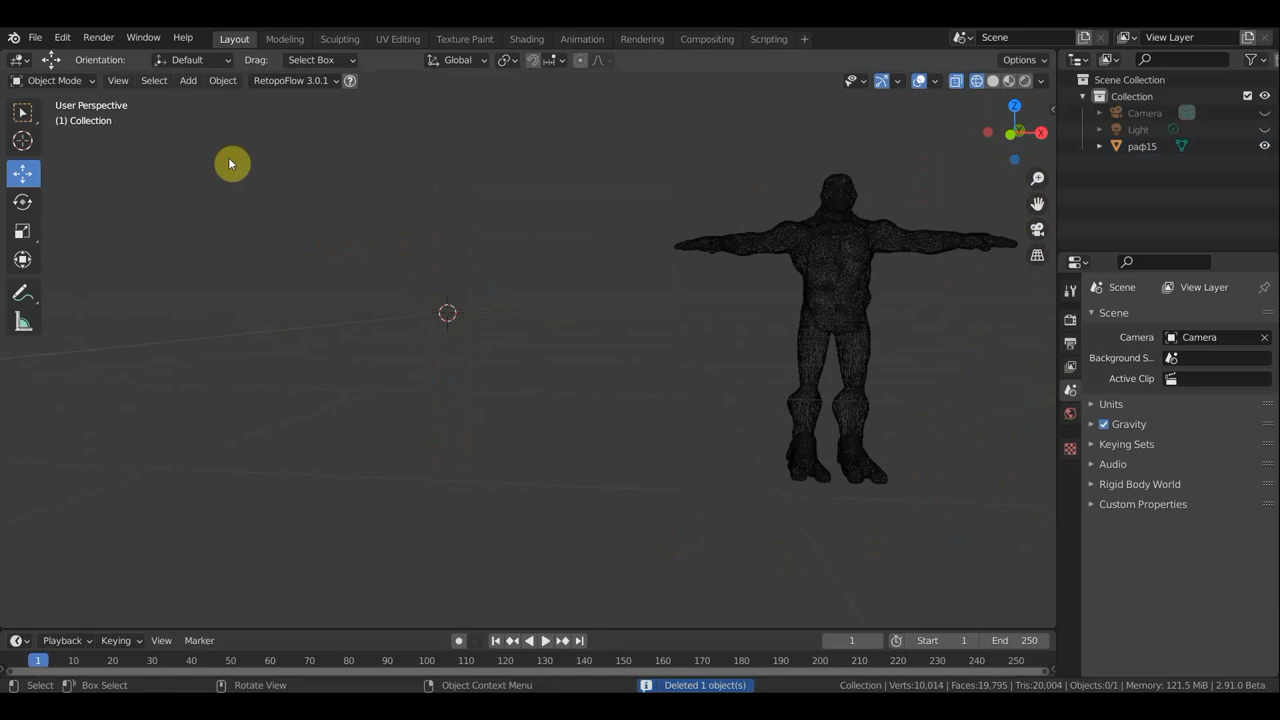 File Edit Render Window Help Layout Modeling Sculpting UV Editing Texture Paint Shading Animation Rendering Compositing Scripting + Scene View Layer
Orientation: Default Drag: Select Box Global Options
Object Mode View Select Add Object RetopoFlow 3.0.1
User Perspective
(1) Collection
Z
Y
X
Scene Collection
Collection
Camera
Light
раф15
Scene View Layer
Scene
Camera Camera
Background S...
Active Clip
Units
Gravity
Keying Sets
Audio
Rigid Body World
Custom Properties
Playback Keying View Marker 1 Start 1 End 250
1 10 20 30 40 50 60 70 80 90 100 110 120 130 140 150 160 170 180 190 200 210 220 230 240 250
Select Box Select Rotate View Object Context Menu Deleted 1 object(s) Collection | Verts:10,014 | Faces:19,795 | Tris:20,004 | Objects:0/1 | Memory: 121.5 MiB | 2.91.0 Beta